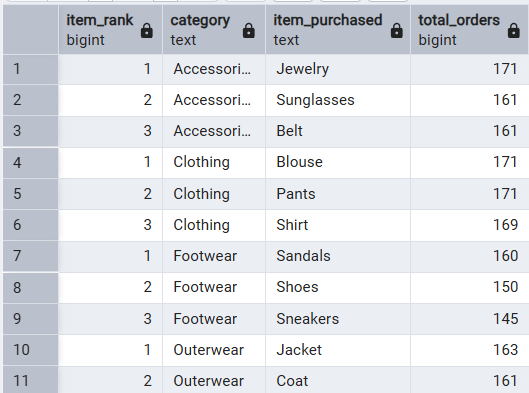 item_rank category item_purchased total_orders
bigint text text bigint
1 1 Accessori... Jewelry 171
2 2 Accessori... Sunglasses 161
3 3 Accessori... Belt 161
4 1 Clothing Blouse 171
5 2 Clothing Pants 171
6 3 Clothing Shirt 169
7 1 Footwear Sandals 160
8 2 Footwear Shoes 150
9 3 Footwear Sneakers 145
10 1 Outerwear Jacket 163
11 2 Outerwear Coat 161